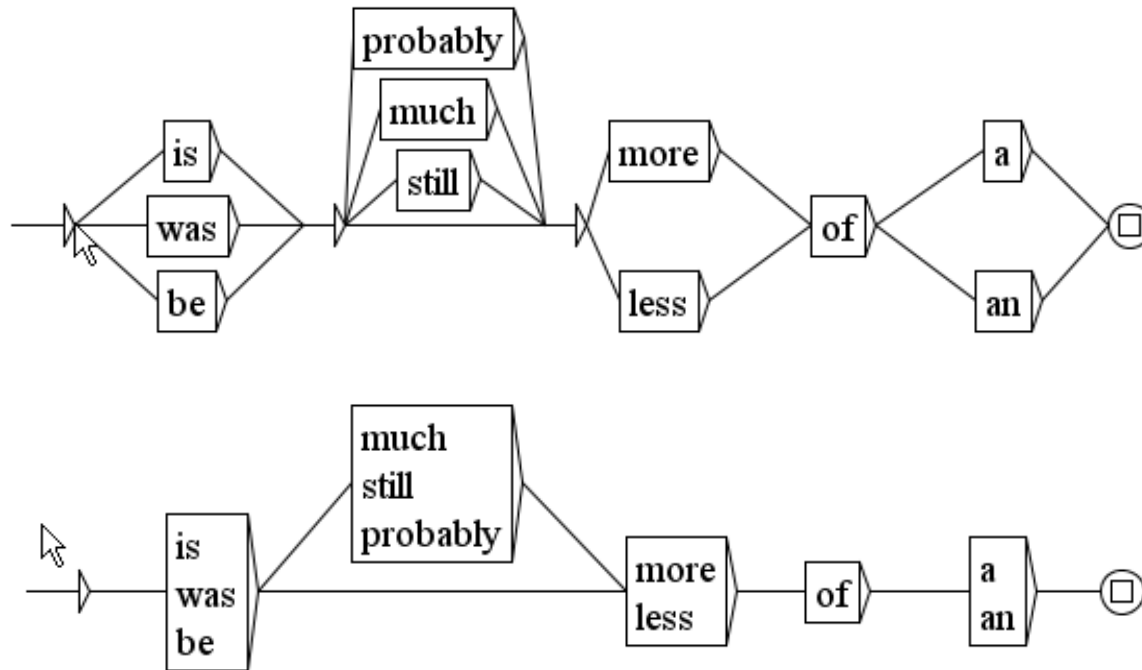 probably
much
is
more
a
still
was
of
be
less
an
much
still
probably
is
was
be
more
less
of
a
an